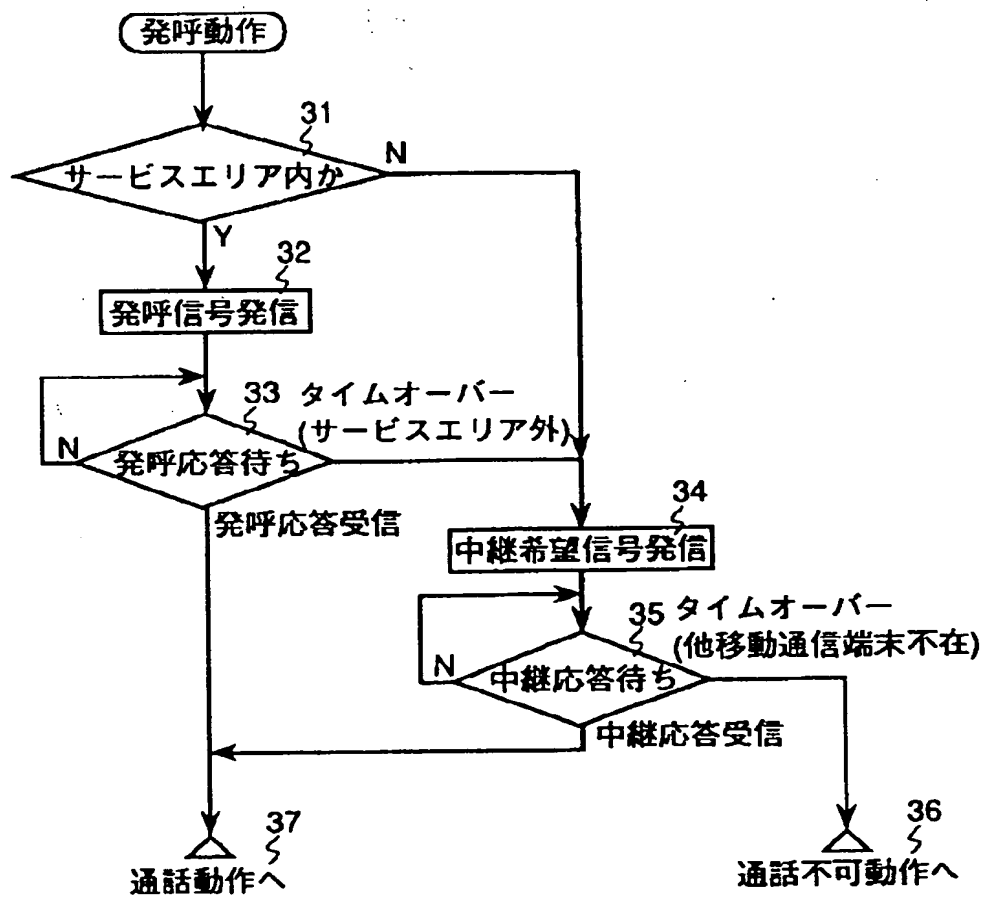 発呼動作
31
サービスエリア内か
N
Y
32
発呼信号発信
33
タイムオーバー
(サービスエリア外)
N
発呼応答待ち
発呼応答受信
34
中継希望信号発信
35
タイムオーバー
(他移動通信端末不在)
N
中継応答待ち
中継応答受信
37
通話動作へ
36
通話不可動作へ